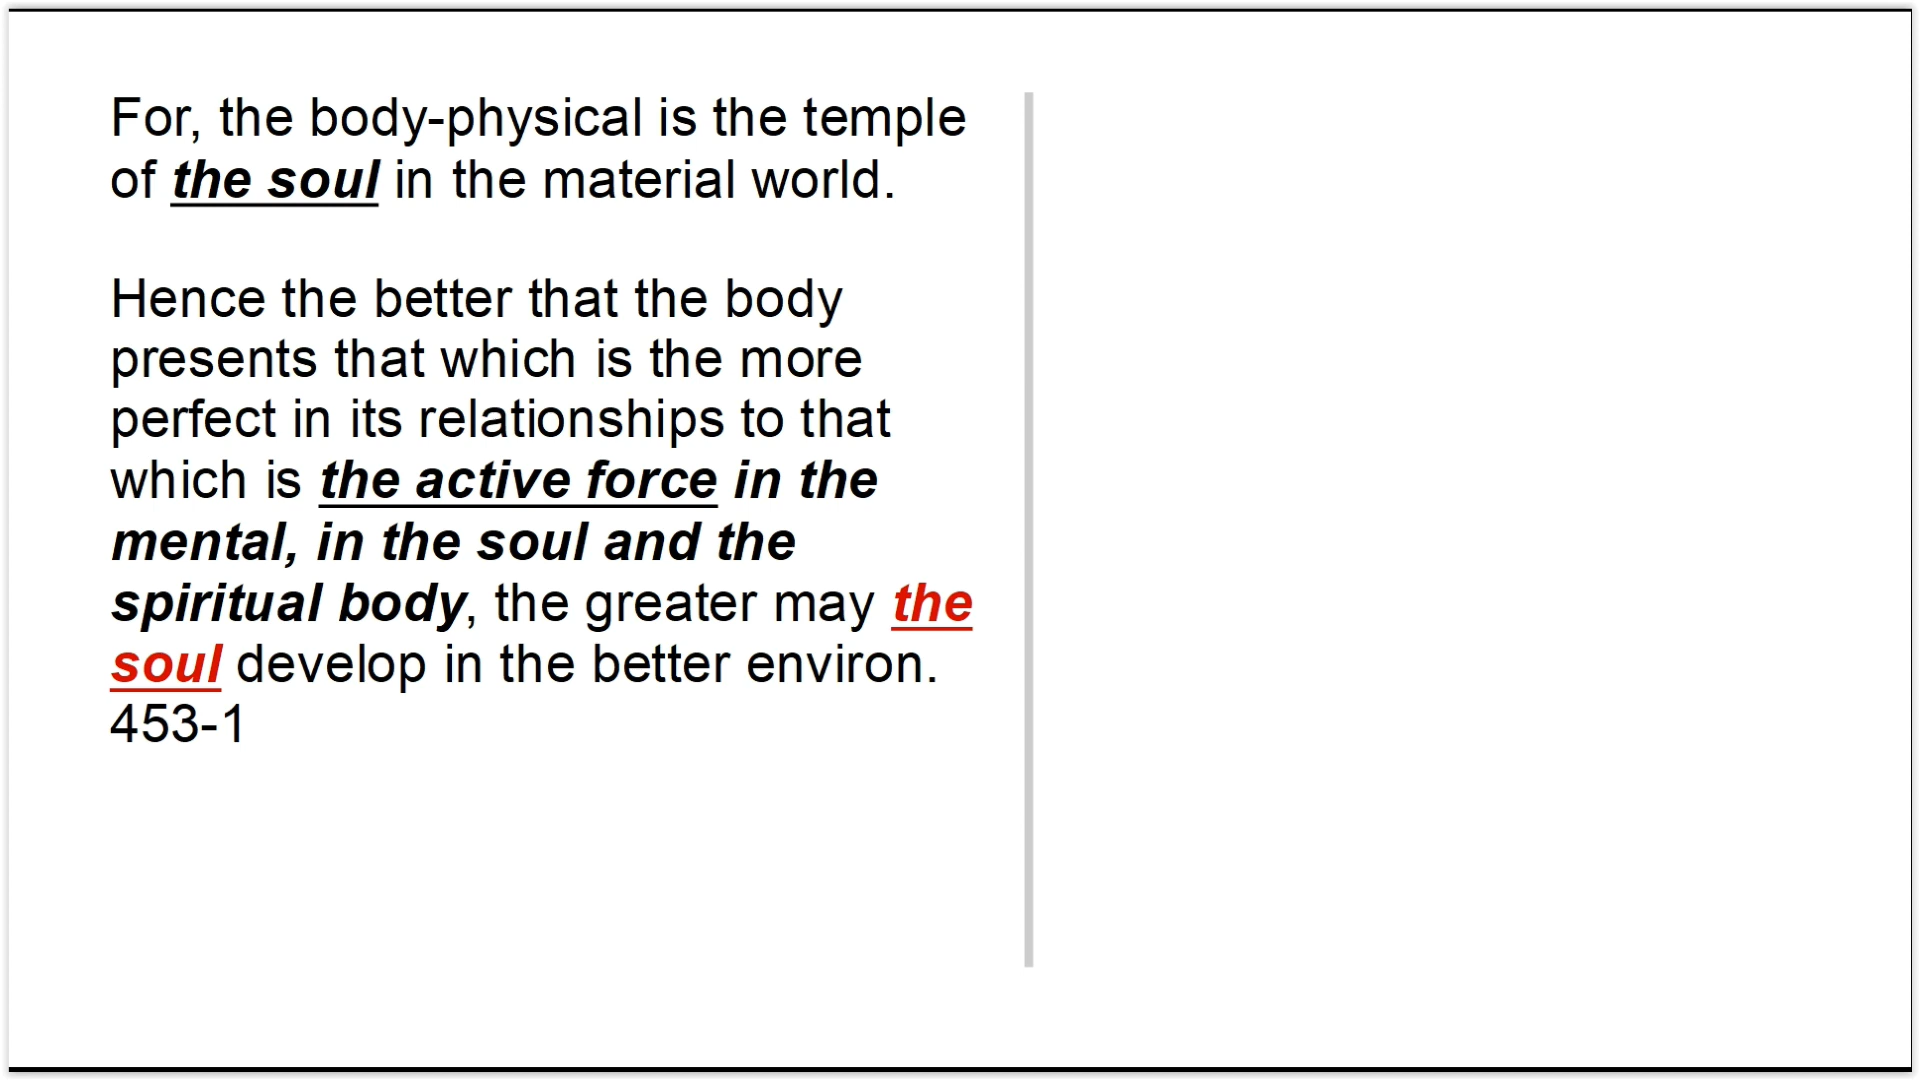 For, the body-physical is the temple
of the soul in the material world.
Hence the better that the body
presents that which is the more
perfect in its relationships to that
which is the active force in the
mental, in the soul and the
spiritual body, the greater may the
soul develop in the better environ.
453-1